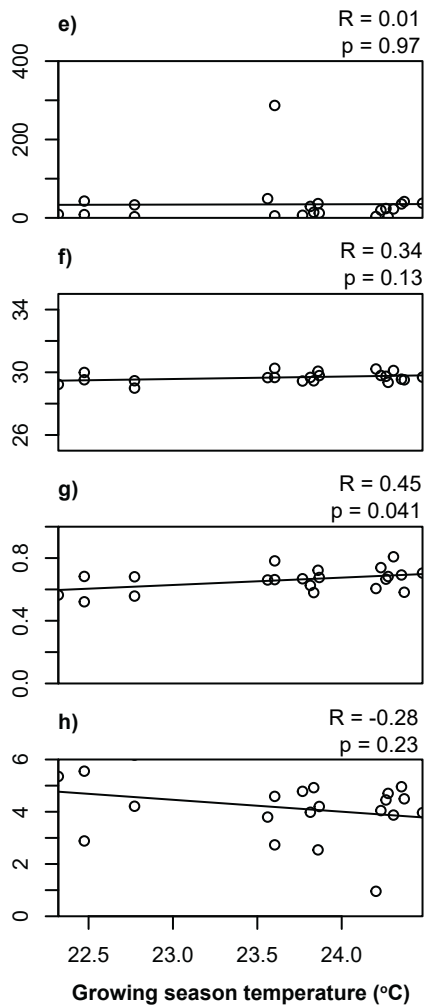 e)
R = 0.01
p = 0.97
400
200
0
f)
R = 0.34
p = 0.13
34
30
26
g)
R = 0.45
p = 0.041
0.8
0.4
0.0
h)
R = -0.28
p = 0.23
6
4
2
0
22.5 23.0 23.5 24.0
Growing season temperature (°C)